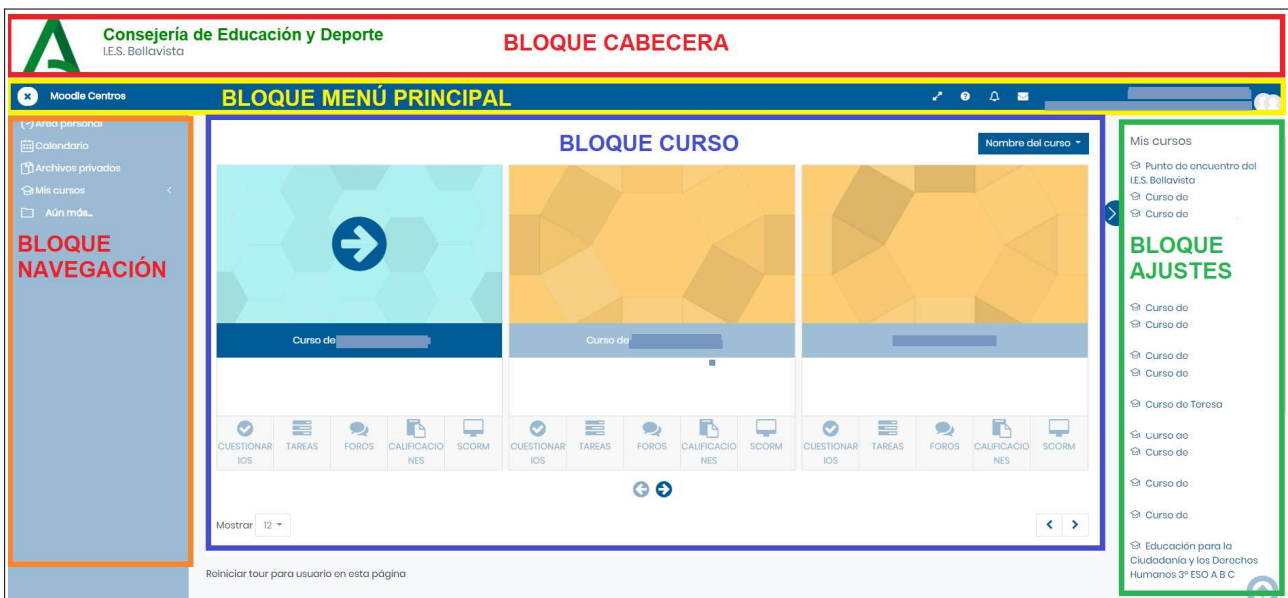 Consejería de Educación y Deporte
I.E.S. Bellavista
BLOQUE CABECERA
Moodle Centros
BLOQUE MENÚ PRINCIPAL
(-) Área personal
Calendario
Archivos privados
Mis cursos
Aún más...
BLOQUE
NAVEGACIÓN
BLOQUE CURSO
Nombre del curso
Curso de
Curso de
CUESTIONAR
IOS
TAREAS
FOROS
CALIFICACIO
NES
SCORM
CUESTIONAR
IOS
TAREAS
FOROS
CALIFICACIO
NES
SCORM
CUESTIONAR
IOS
TAREAS
FOROS
CALIFICACIO
NES
SCORM
Mostrar 12
Reiniciar tour para usuario en esta página
Mis cursos
Punto de encuentro del
I.E.S. Bellavista
Curso de
Curso de
BLOQUE
AJUSTES
Curso de
Curso de
Curso de
Curso de
Curso de Teresa
Curso de
Curso de
Curso de
Curso de
Educación para la
Ciudadanía y los Derechos
Humanos 3º ESO A B C